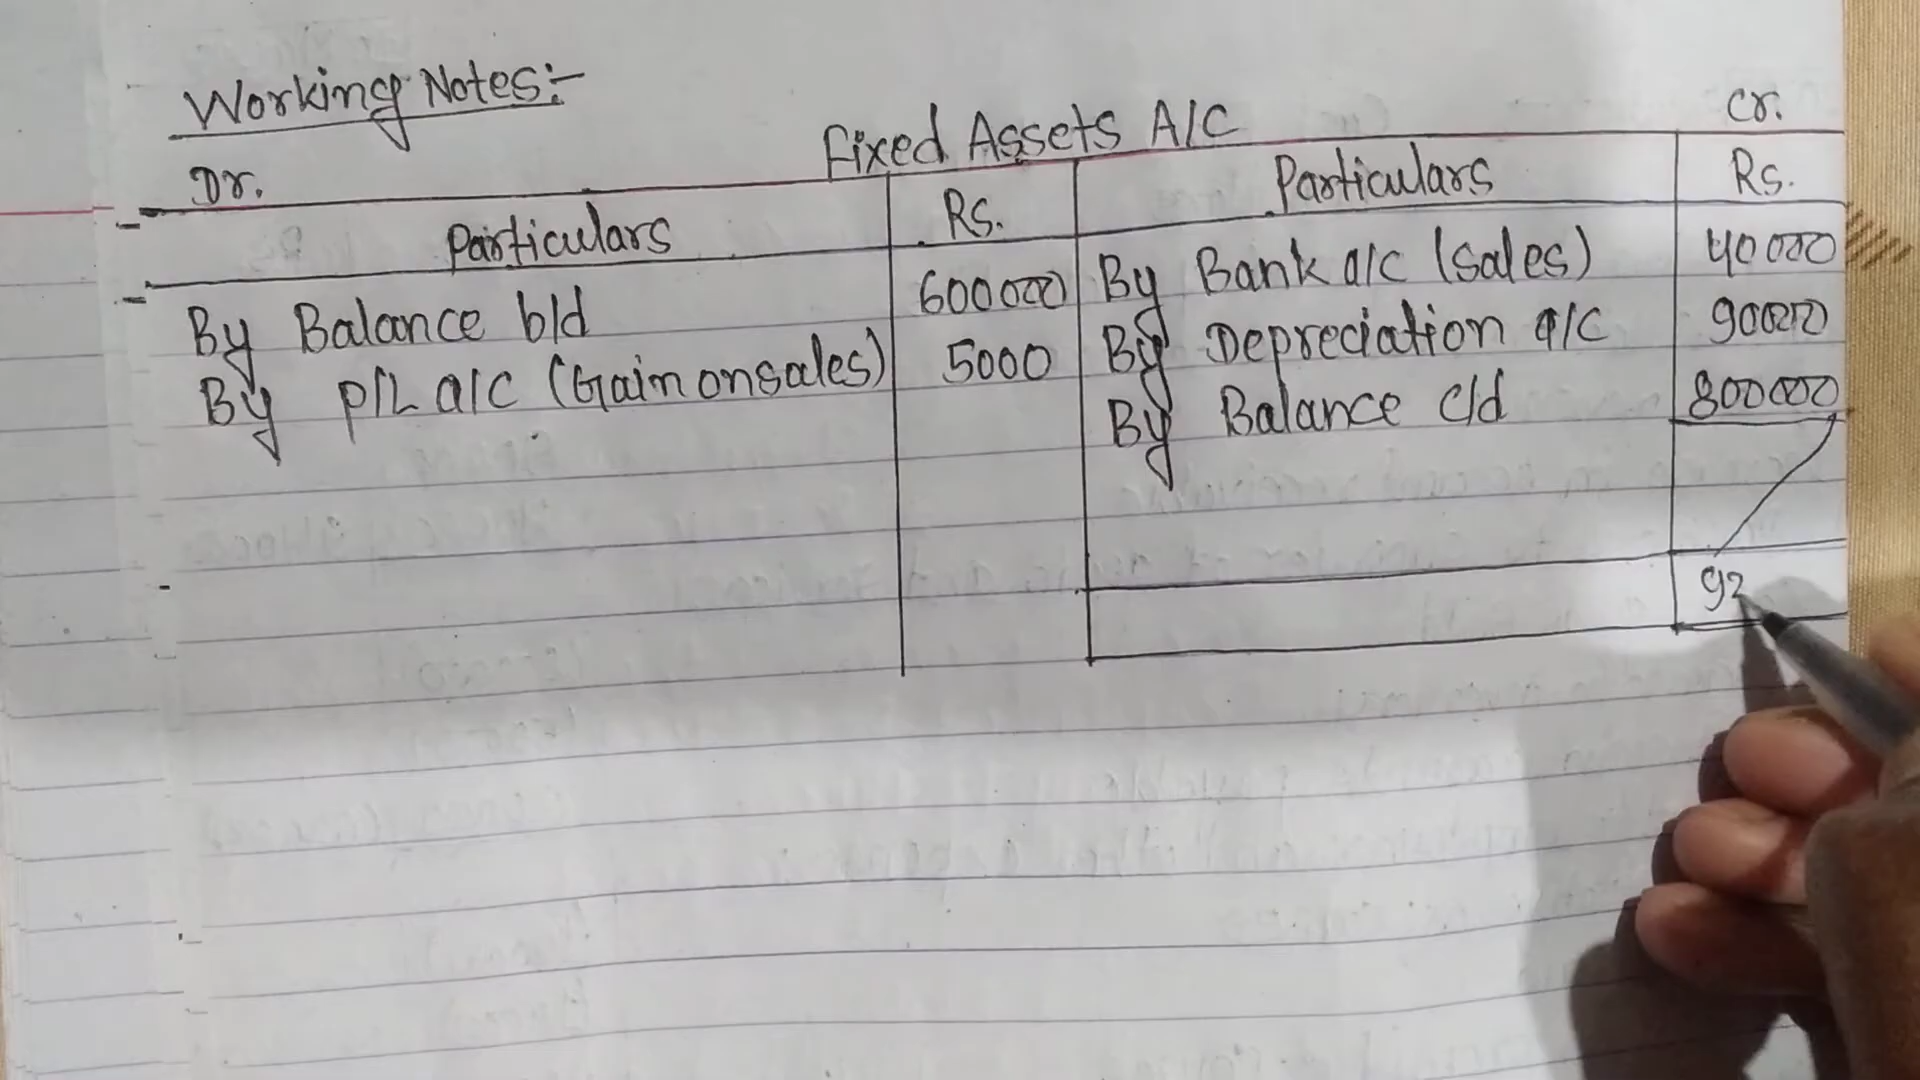 Working Notes:-
Fixed Assets A/C
Dr. Cr.
Particulars Rs. Particulars Rs.
By Balance b/d 600000 By Bank a/c (sales) 40000
By P/L a/c (Gain on sales) 5000 By Depreciation a/c 90000
By Balance c/d 800000
92